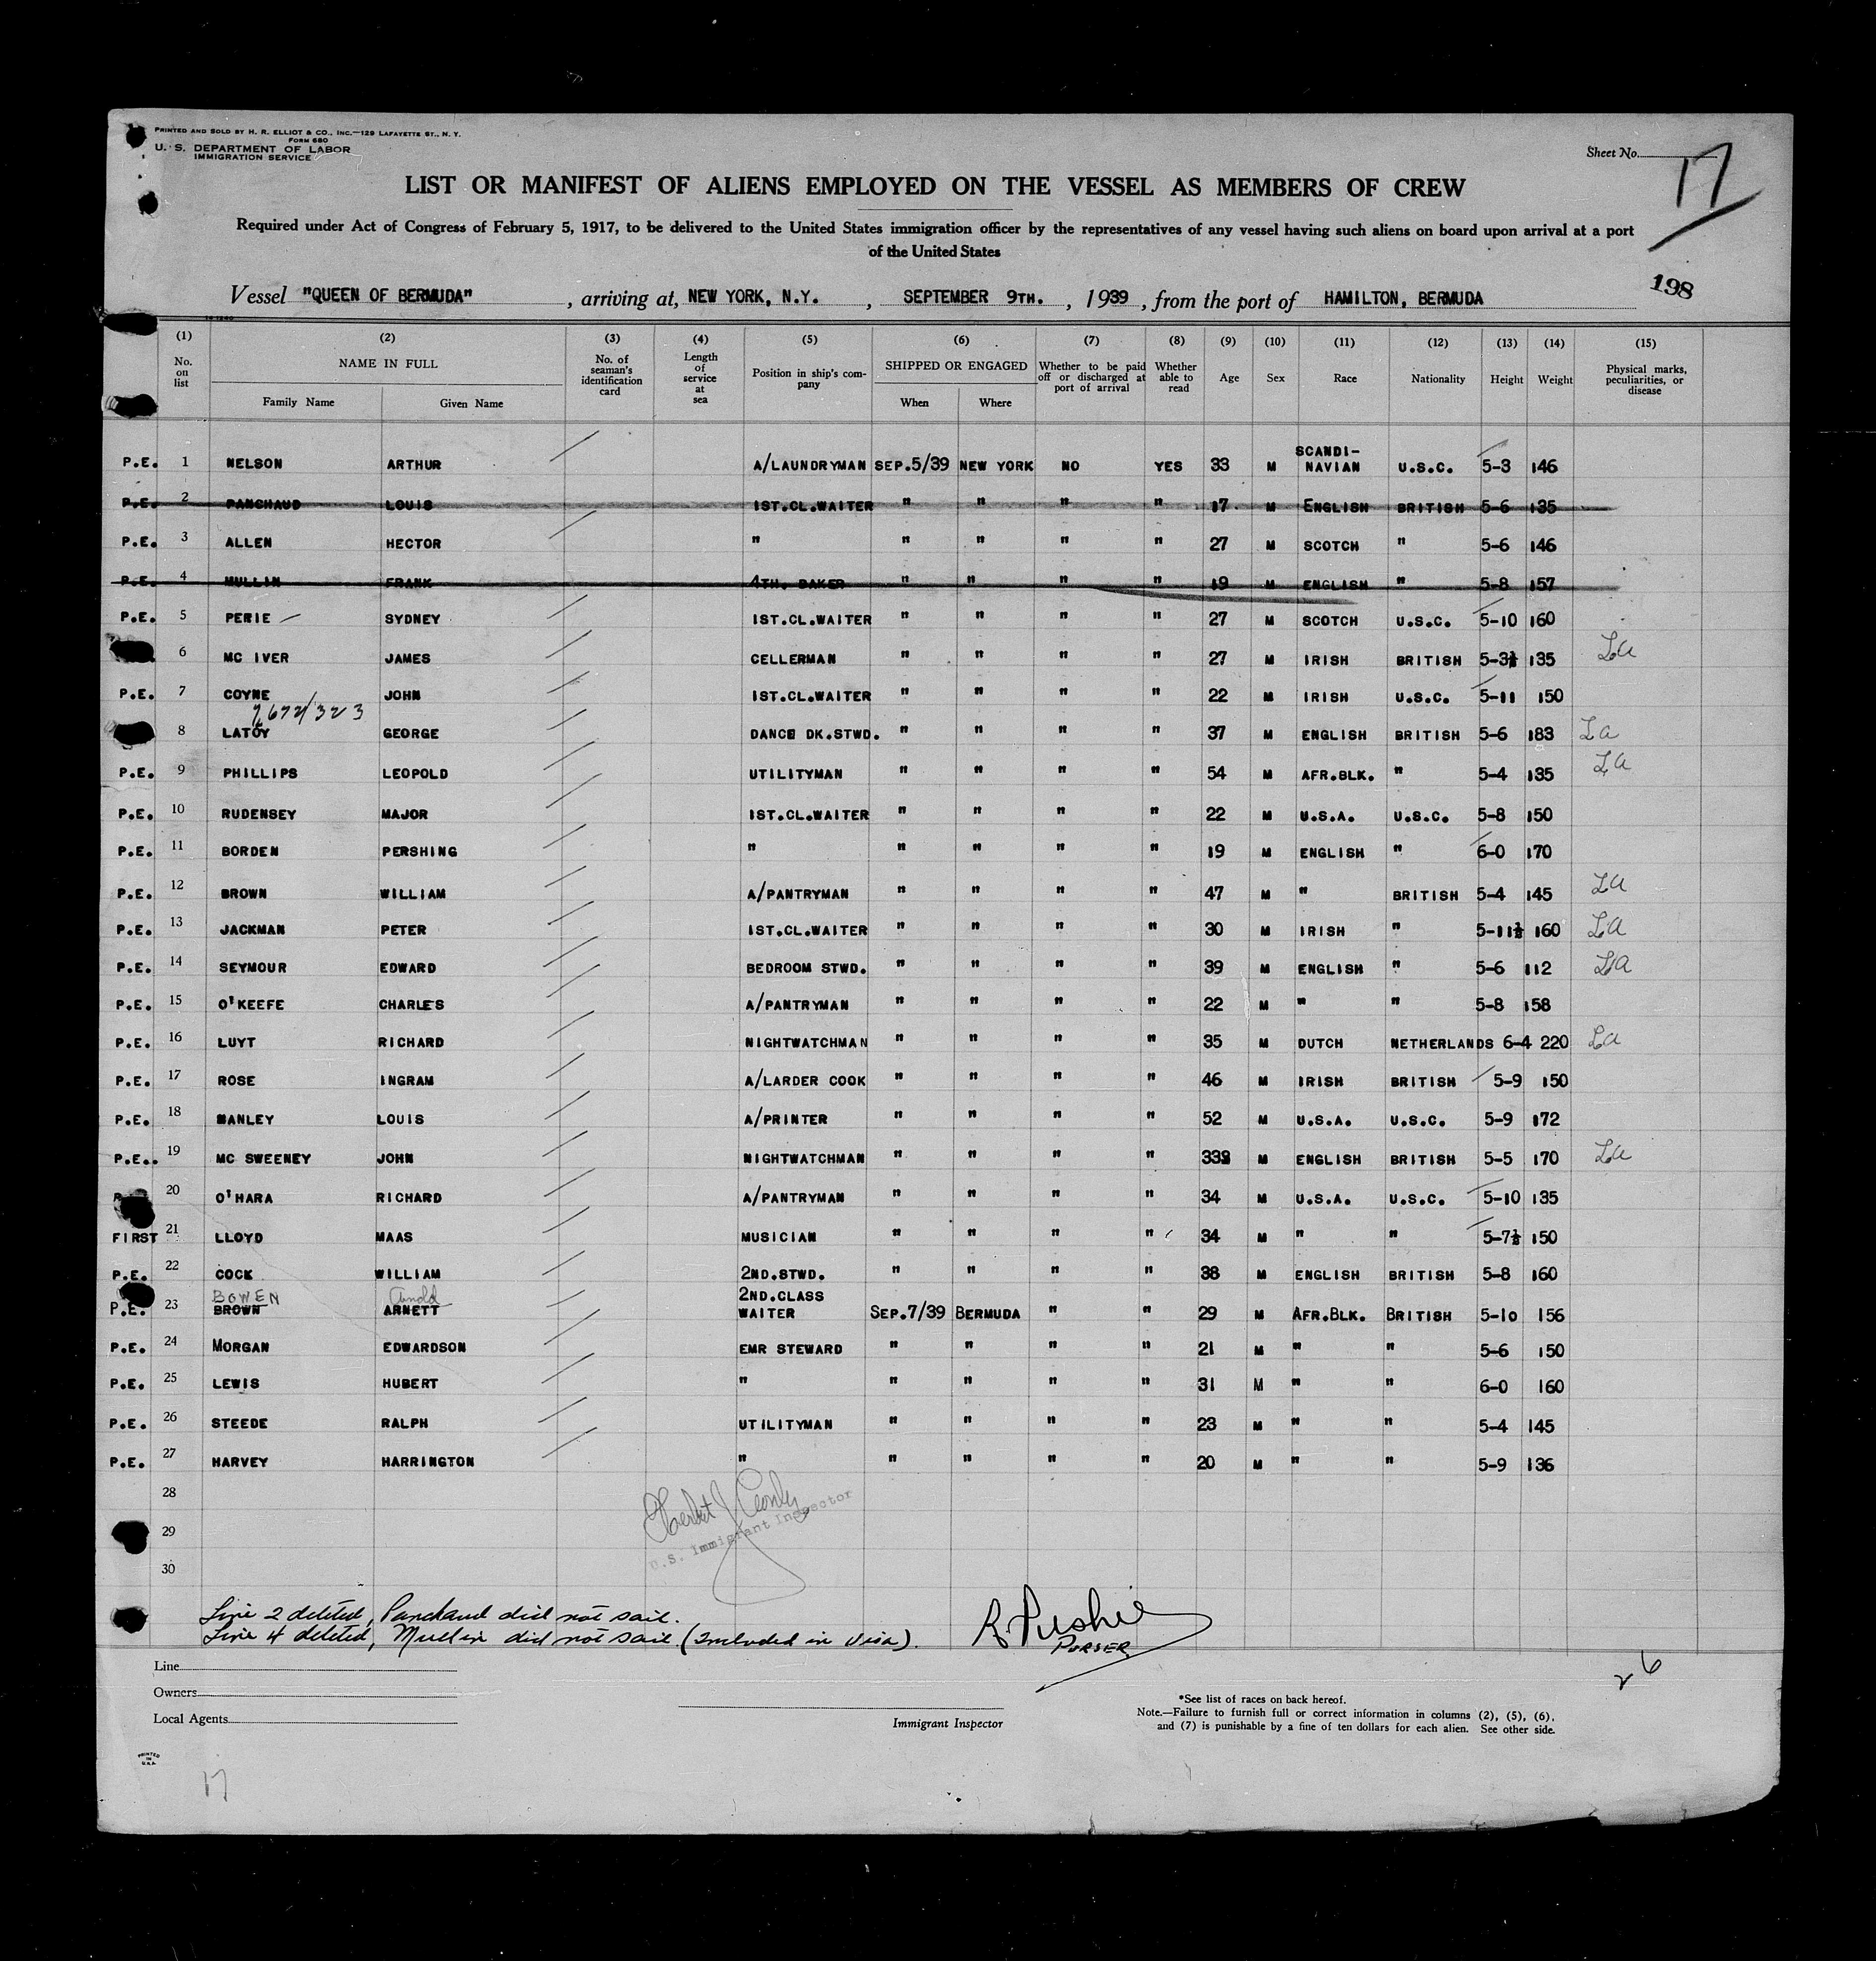 PRINTED AND SOLD BY H. R. ELLIOT & CO., INC.—129 LAFAYETTE ST., N. Y.
FORM 680
U. S. DEPARTMENT OF LABOR
IMMIGRATION SERVICE
Sheet No. 17
LIST OR MANIFEST OF ALIENS EMPLOYED ON THE VESSEL AS MEMBERS OF CREW
Required under Act of Congress of February 5, 1917, to be delivered to the United States immigration officer by the representatives of any vessel having such aliens on board upon arrival at a port
of the United States
198
Vessel "QUEEN OF BERMUDA", arriving at, NEW YORK, N.Y., SEPTEMBER 9TH., 1939, from the port of HAMILTON, BERMUDA
(1) (2) (3) (4) (5) (6) (7) (8) (9) (10) (11) (12) (13) (14) (15)
No. on list NAME IN FULL Family Name Given Name No. of seaman's identification card Length of service at sea Position in ship's company SHIPPED OR ENGAGED When Where Whether to be paid off or discharged at port of arrival Whether able to read Age Sex Race Nationality Height Weight Physical marks, peculiarities, or disease
P.E. 1 NELSON ARTHUR A/LAUNDRYMAN SEP.5/39 NEW YORK NO YES 33 M SCANDI-NAVIAN U.S.C. 5-3 146
P.E. 2 PANCHAUD LOUIS 1ST.CL.WAITER " " " " 17 M ENGLISH BRITISH 5-6 135
P.E. 3 ALLEN HECTOR " " " " " 27 M SCOTCH " 5-6 146
P.E. 4 MULLIN FRANK 4TH. BAKER " " " " 19 M ENGLISH " 5-8 157
P.E. 5 PERIE SYDNEY 1ST.CL.WAITER " " " " 27 M SCOTCH U.S.C. 5-10 160
6 MC IVER JAMES CELLERMAN " " " " 27 M IRISH BRITISH 5-3½ 135 La
P.E. 7 COYNE JOHN 1ST.CL.WAITER " " " " 22 M IRISH U.S.C. 5-11 150
8 LATOY GEORGE DANCE DK.STWD. " " " " 37 M ENGLISH BRITISH 5-6 183 La
P.E. 9 PHILLIPS LEOPOLD UTILITYMAN " " " " 54 M AFR.BLK. " 5-4 135 La
P.E. 10 RUDENSEY MAJOR 1ST.CL.WAITER " " " " 22 M U.S.A. U.S.C. 5-8 150
P.E. 11 BORDEN PERSHING " " " " " 19 M ENGLISH " 6-0 170
P.E. 12 BROWN WILLIAM A/PANTRYMAN " " " " 47 M " BRITISH 5-4 145 La
P.E. 13 JACKMAN PETER 1ST.CL.WAITER " " " " 30 M IRISH " 5-11½ 160 La
P.E. 14 SEYMOUR EDWARD BEDROOM STWD. " " " " 39 M ENGLISH " 5-6 112 La
P.E. 15 O'KEEFE CHARLES A/PANTRYMAN " " " " 22 M " " 5-8 158
P.E. 16 LUYT RICHARD NIGHTWATCHMAN " " " " 35 M DUTCH NETHERLANDS 6-4 220 La
P.E. 17 ROSE INGRAM A/LARDER COOK " " " " 46 M IRISH BRITISH 5-9 150
P.E. 18 MANLEY LOUIS A/PRINTER " " " " 52 M U.S.A. U.S.C. 5-9 172
P.E.. 19 MC SWEENEY JOHN NIGHTWATCHMAN " " " " 33 M ENGLISH BRITISH 5-5 170 La
20 O'HARA RICHARD A/PANTRYMAN " " " " 34 M U.S.A. U.S.C. 5-10 135
FIRST 21 LLOYD MAAS MUSICIAN " " " " 34 M " " 5-7½ 150
P.E. 22 COCK WILLIAM 2ND.STWD. " " " " 38 M ENGLISH BRITISH 5-8 160
BOWEN Arnold
P.E. 23 BROWN ARNETT 2ND.CLASS WAITER SEP.7/39 BERMUDA " " 29 M AFR.BLK. BRITISH 5-10 156
P.E. 24 MORGAN EDWARDSON EMR STEWARD " " " " 21 M " " 5-6 150
P.E. 25 LEWIS HUBERT " " " " " 31 M " " 6-0 160
P.E. 26 STEEDE RALPH UTILITYMAN " " " " 23 M " " 5-4 145
P.E. 27 HARVEY HARRINGTON " " " " " 20 M " " 5-9 136
28
29
30
U.S. Immigrant Inspector
Line 2 deleted, Panchaud did not sail.
Line 4 deleted, Mullin did not sail (Included in Visa).
PURSER.
Line
Owners
Local Agents
Immigrant Inspector
26
*See list of races on back hereof.
Note.—Failure to furnish full or correct information in columns (2), (5), (6),
and (7) is punishable by a fine of ten dollars for each alien. See other side.
PRINTED IN U.S.A.
17